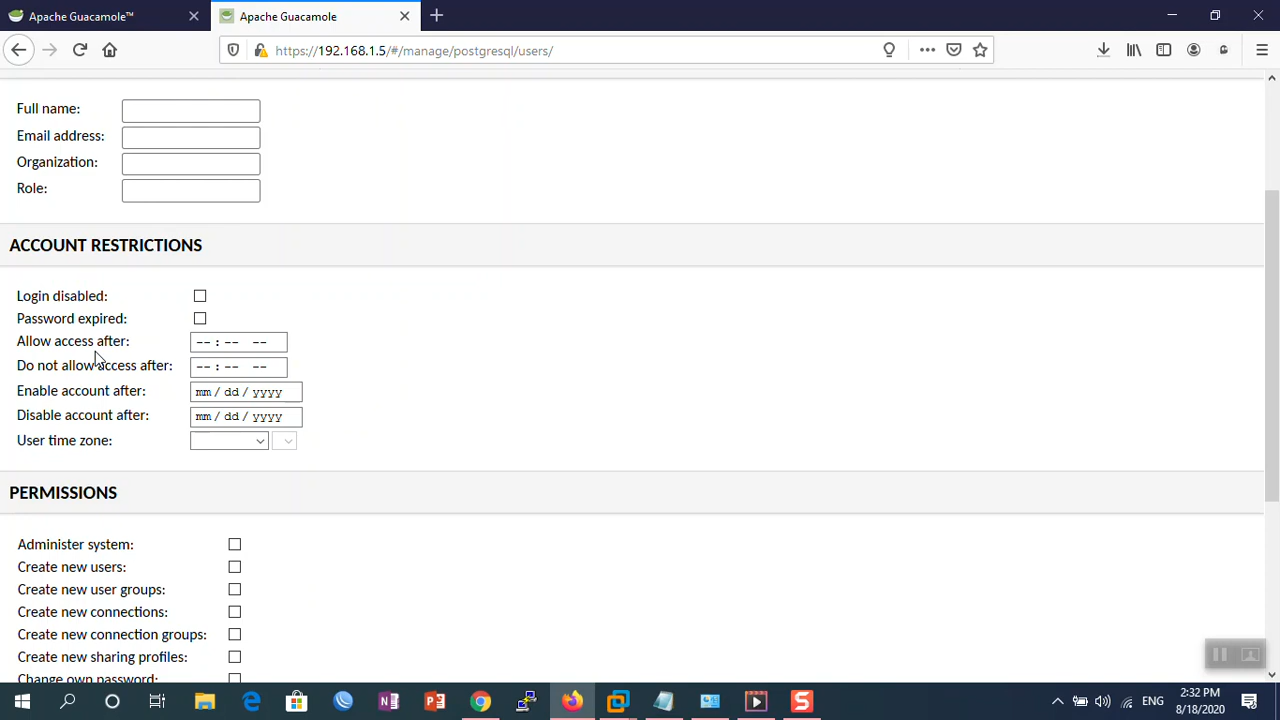 Apache Guacamole™
Apache Guacamole
https://192.168.1.5/#/manage/postgresql/users/
Full name:
Email address:
Organization:
Role:
ACCOUNT RESTRICTIONS
Login disabled:
Password expired:
Allow access after: -- : -- --
Do not allow access after: -- : -- --
Enable account after: mm / dd / yyyy
Disable account after: mm / dd / yyyy
User time zone:
PERMISSIONS
Administer system:
Create new users:
Create new user groups:
Create new connections:
Create new connection groups:
Create new sharing profiles:
Change own password:
ENG
2:32 PM
8/18/2020